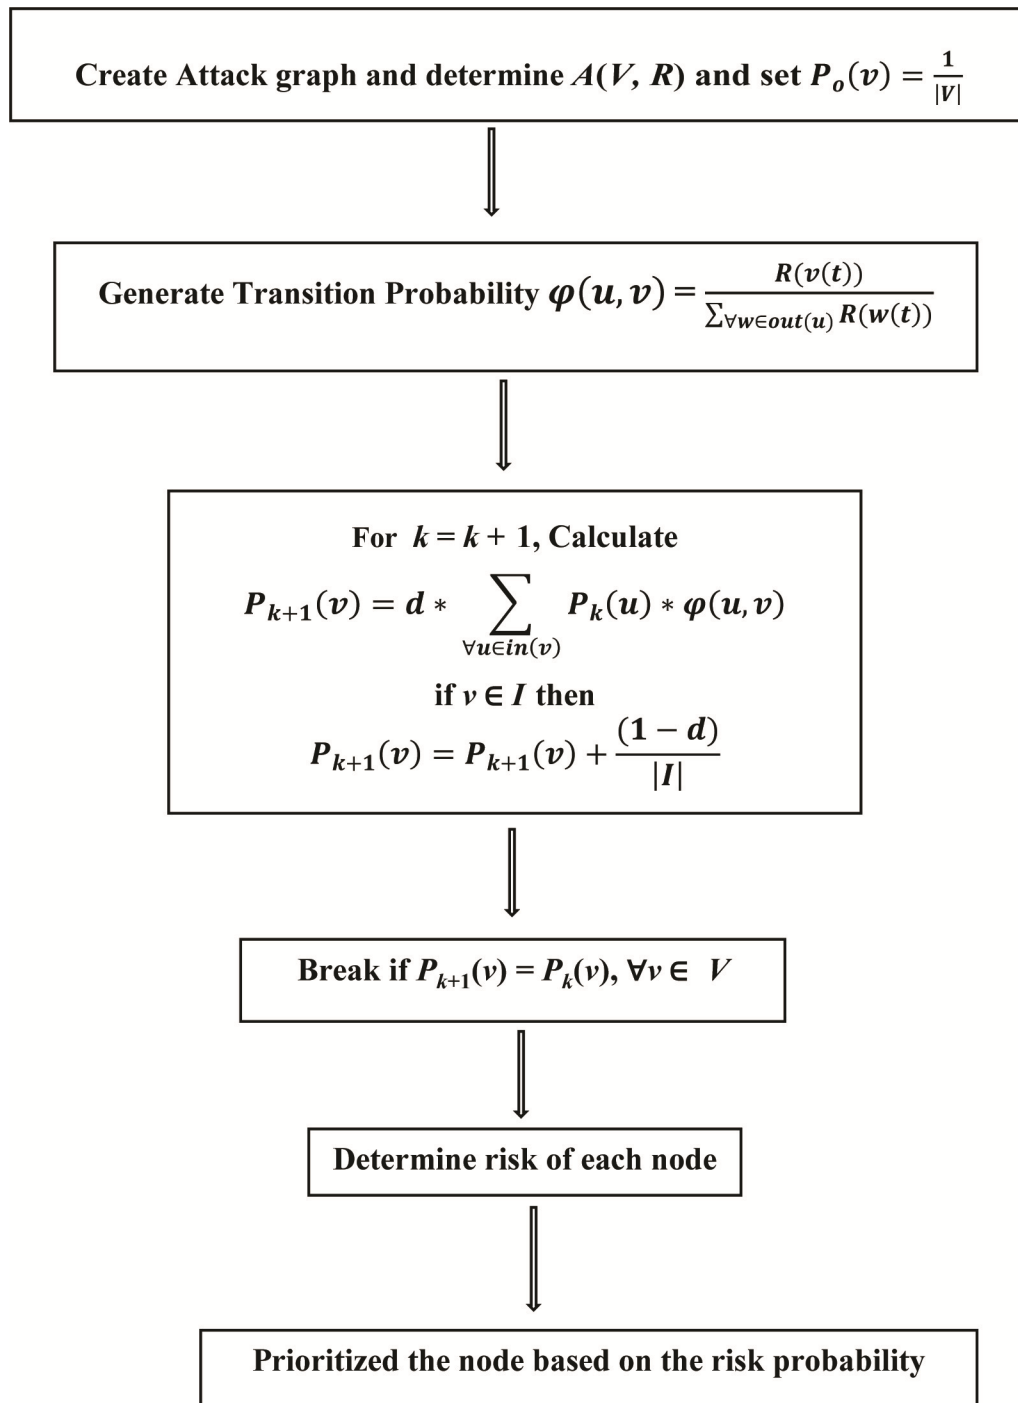 Create Attack graph and determine A(V, R) and set P_o(v) = 1/|V|
Generate Transition Probability φ(u, v) = R(v(t)) / ∑_{∀w∈out(u)} R(w(t))
For k = k + 1, Calculate
P_{k+1}(v) = d ∗ ∑_{∀u∈in(v)} P_k(u) ∗ φ(u, v)
if v ∈ I then
P_{k+1}(v) = P_{k+1}(v) + (1 − d)/|I|
Break if P_{k+1}(v) = P_k(v), ∀v ∈ V
Determine risk of each node
Prioritized the node based on the risk probability